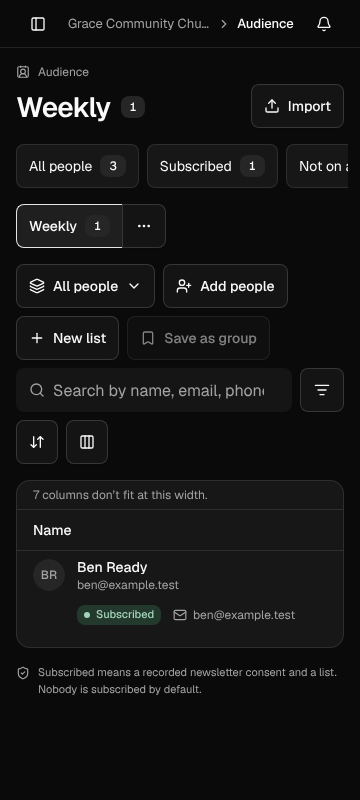 Grace Community Chu... > Audience
Audience
Weekly 1
Import
All people 3 Subscribed 1 Not on a
Weekly 1 ...
All people Add people
New list Save as group
Search by name, email, phone
7 columns don't fit at this width.
Name
BR Ben Ready
ben@example.test
Subscribed ben@example.test
Subscribed means a recorded newsletter consent and a list.
Nobody is subscribed by default.